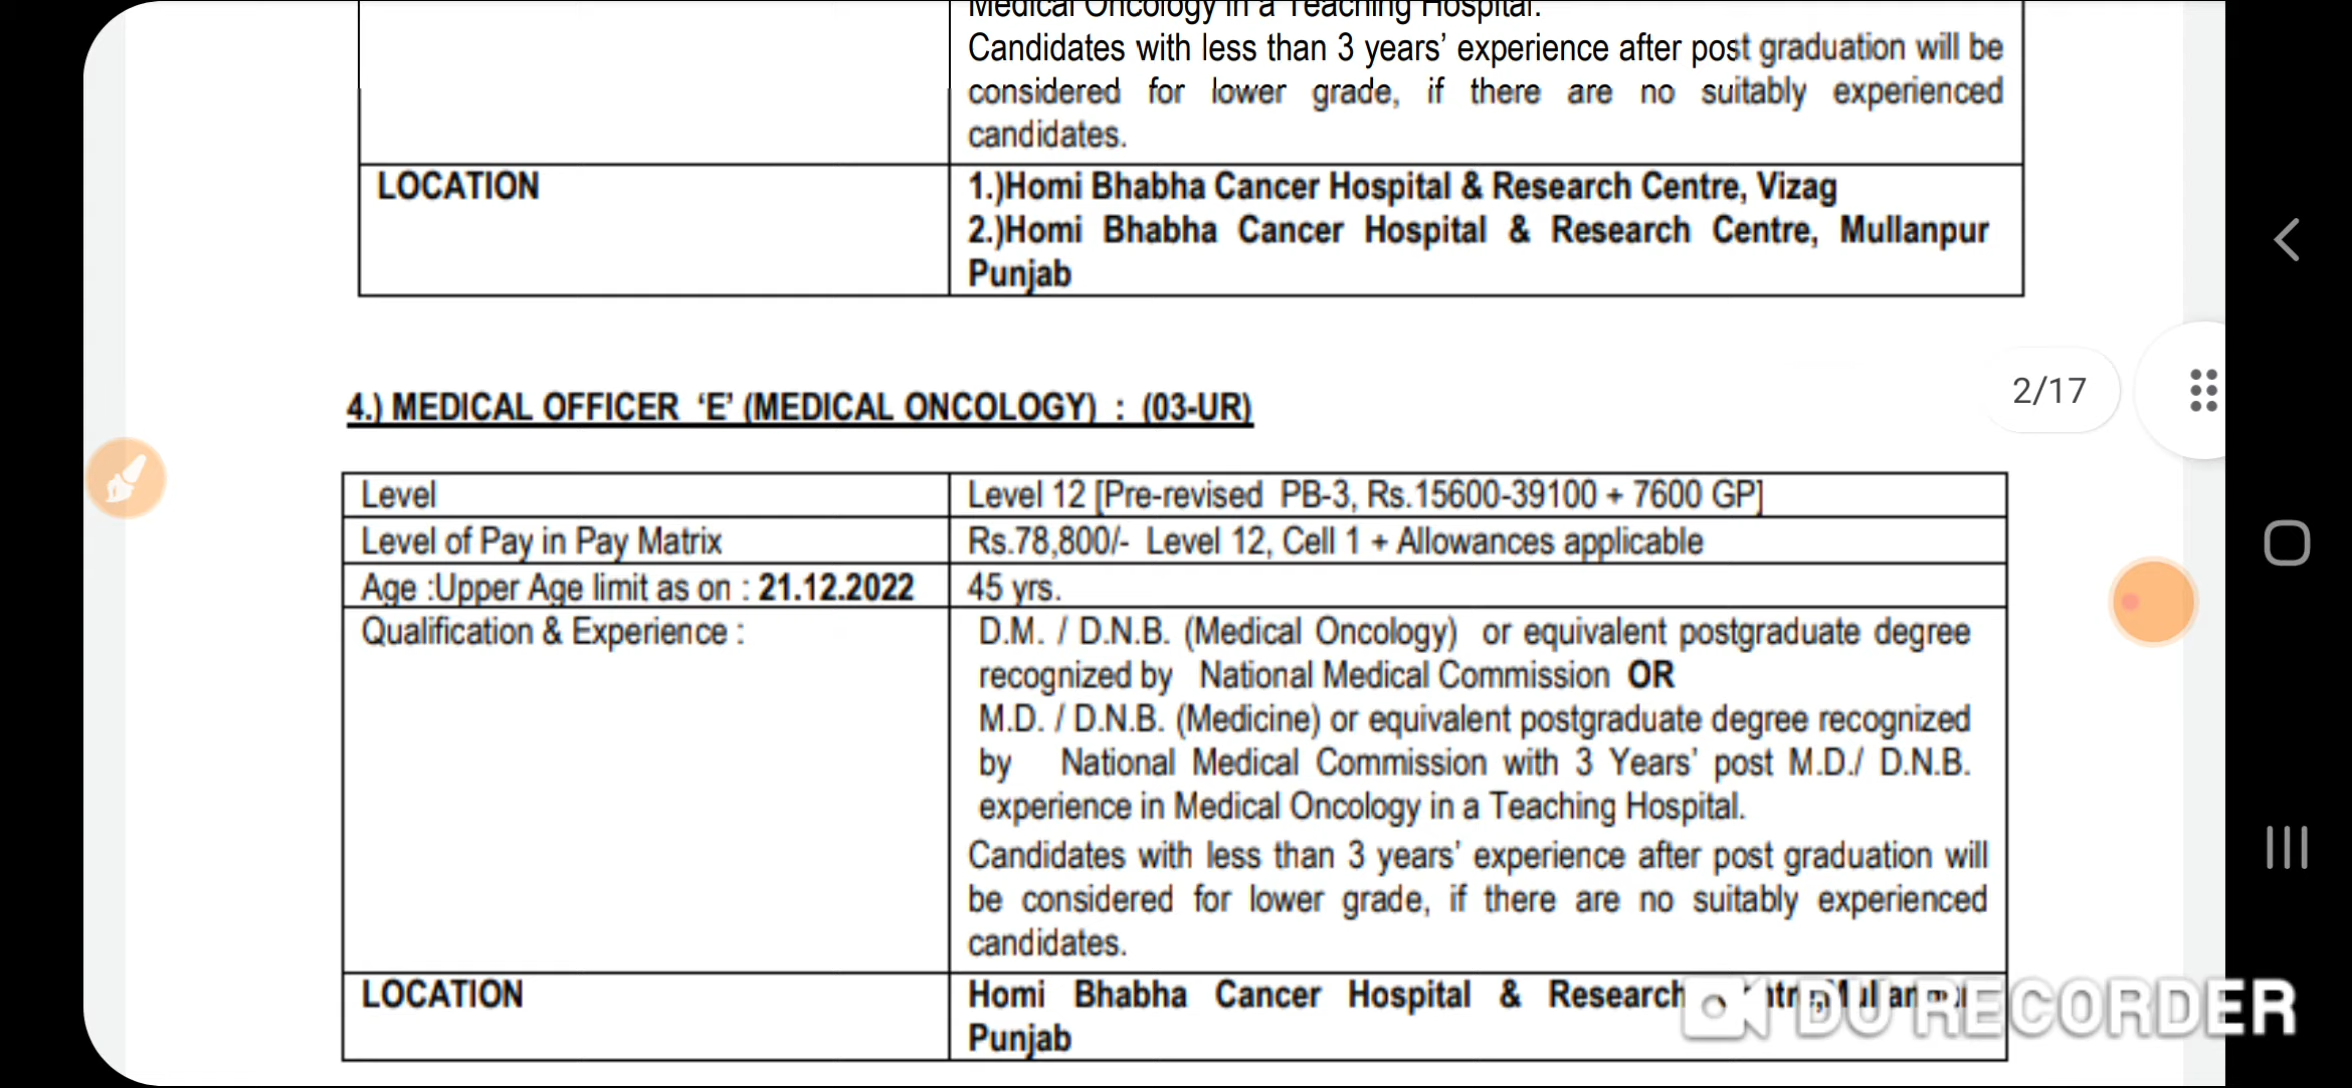 Medical Oncology in a Teaching Hospital.
Candidates with less than 3 years’ experience after post graduation will be
considered for lower grade, if there are no suitably experienced
candidates.
LOCATION
1.)Homi Bhabha Cancer Hospital & Research Centre, Vizag
2.)Homi Bhabha Cancer Hospital & Research Centre, Mullanpur
Punjab
2/17
4.) MEDICAL OFFICER ‘E’ (MEDICAL ONCOLOGY) : (03-UR)
Level
Level 12 [Pre-revised PB-3, Rs.15600-39100 + 7600 GP]
Level of Pay in Pay Matrix
Rs.78,800/- Level 12, Cell 1 + Allowances applicable
Age :Upper Age limit as on : 21.12.2022
45 yrs.
Qualification & Experience :
D.M. / D.N.B. (Medical Oncology) or equivalent postgraduate degree
recognized by National Medical Commission OR
M.D. / D.N.B. (Medicine) or equivalent postgraduate degree recognized
by National Medical Commission with 3 Years’ post M.D./ D.N.B.
experience in Medical Oncology in a Teaching Hospital.
Candidates with less than 3 years’ experience after post graduation will
be considered for lower grade, if there are no suitably experienced
candidates.
LOCATION
Homi Bhabha Cancer Hospital & Research
Punjab
DU RECORDER